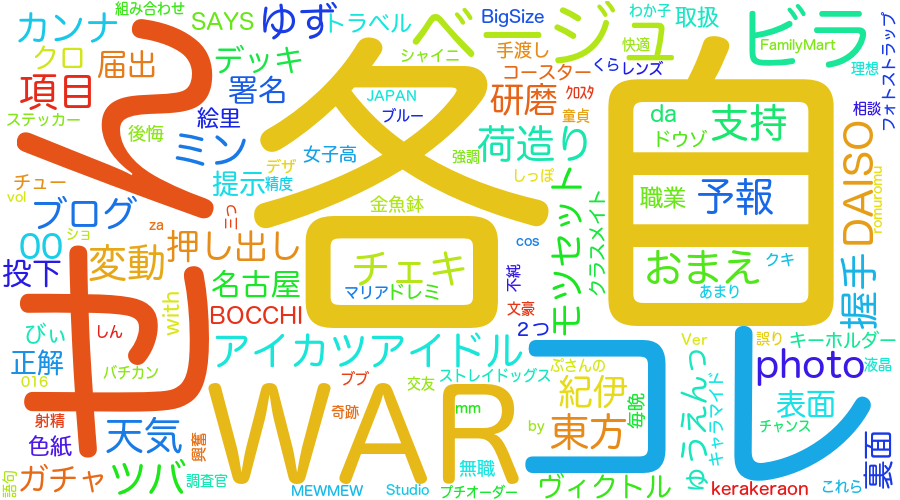 組み合わせ
カンナ
SAYS
ゆず
トラベル
ベージュ
BigSize
わか子
取扱
ビラ
クロ
届出
デッキ
シャイニ
手渡し
快適
FamilyMart
理想
フォトストラップ
項目
署名
コースター
くら
レンズ
ステッカー
そ
絵里
JAPAN
ブルー
研磨
ｸﾛｽﾀ
童貞
相談
後悔
ミン
女子高
各
強調
荷造り
da
ドウゾ
支持
自
DAISO
チュー
vol
提示
デザ
精度
しっぽ
職業
予報
romuromu
ブログ
ミっ
金魚鉢
モツセット
クラスメイト
00
ショ
za
押し出し
cos
おまえ
クキ
握手
投下
変動
名古屋
チェキ
不純
あまり
せ
with
マリア
トレミ
文豪
２つ
びぃ
しん
BOCCHI
アイカツアイドル
コレ
Ver
誤り
キーホルダー
正解
016
バチカン
ブブ
交友
ストレイドッグス
ぷさんの
ゅうえんっ
キャラマイド
photo
液晶
射精
奇跡
WAR
mm
紀伊
毎晩
表面
色紙
天気
興奮
by
東方
チャンス
裏面
語句
ガチャ
ツバ
調査官
無職
ヴィクトル
kerakeraon
これら
MEWMEW
Studio
プチオーダー